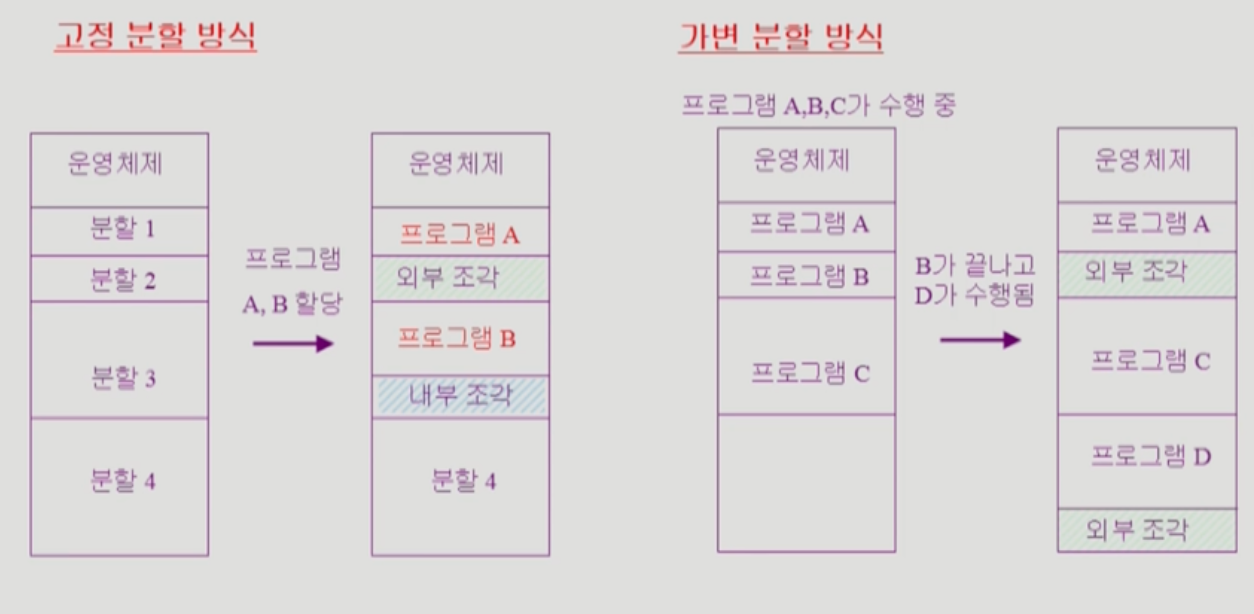 고정 분할 방식
운영체제
분할 1
분할 2
분할 3
분할 4
프로그램
A, B 할당
운영체제
프로그램 A
외부 조각
프로그램 B
내부 조각
분할 4
가변 분할 방식
프로그램 A,B,C가 수행 중
운영체제
프로그램 A
프로그램 B
프로그램 C
B가 끝나고
D가 수행됨
운영체제
프로그램 A
외부 조각
프로그램 C
프로그램 D
외부 조각